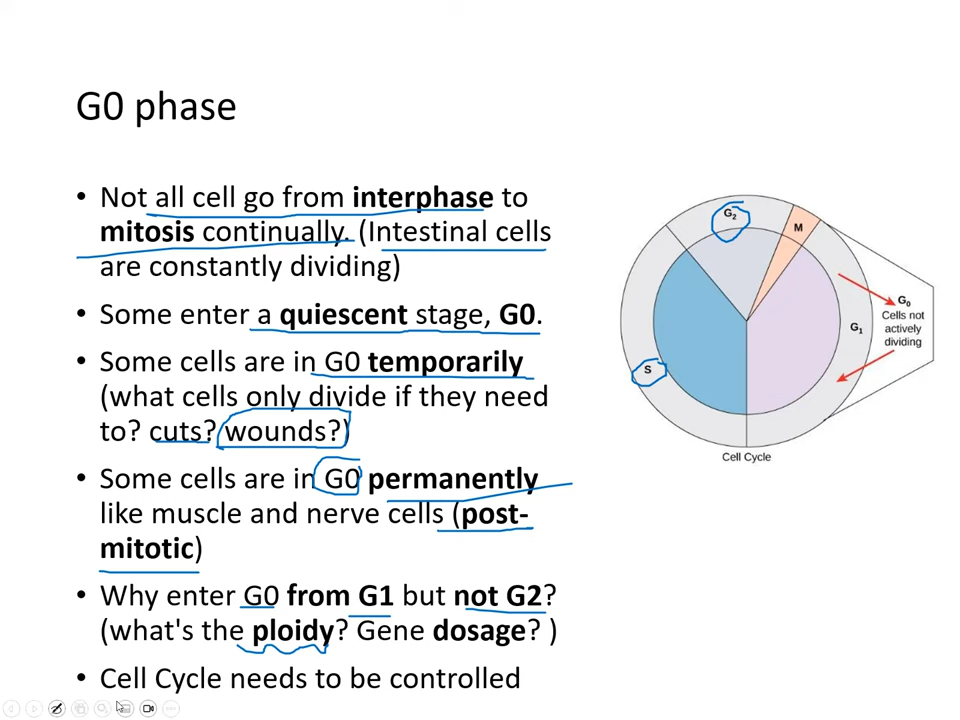 G0 phase
• Not all cell go from interphase to
mitosis continually. (Intestinal cells
are constantly dividing)
• Some enter a quiescent stage, G0.
• Some cells are in G0 temporarily
(what cells only divide if they need
to? cuts? wounds?)
• Some cells are in G0 permanently
like muscle and nerve cells (post-
mitotic)
• Why enter G0 from G1 but not G2?
(what's the ploidy? Gene dosage? )
• Cell Cycle needs to be controlled
G₂
M
G₀
Cells not
actively
dividing
G₁
S
Cell Cycle